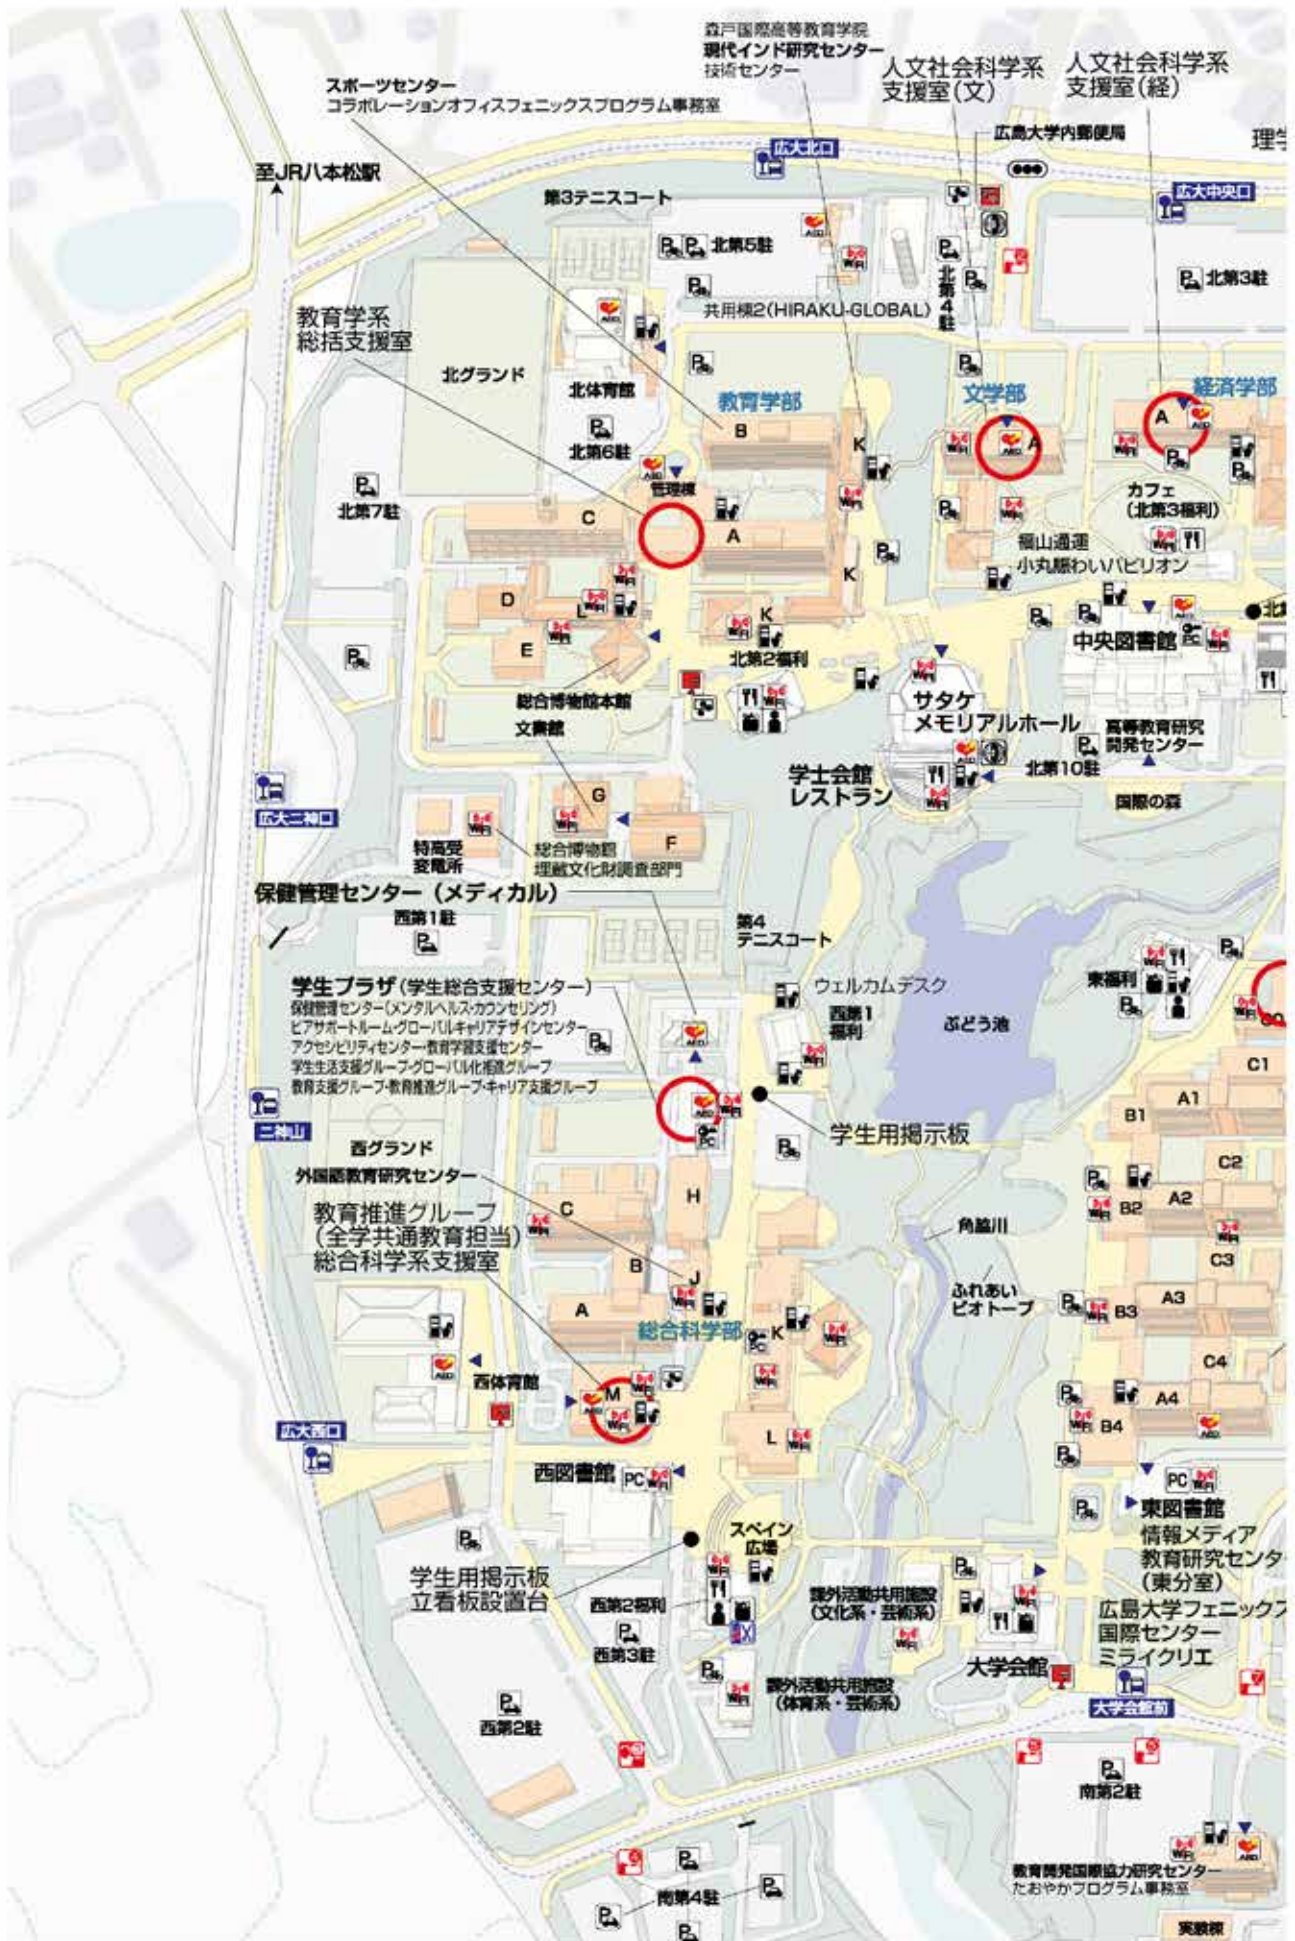 森戸国際高等教育学院
現代インド研究センター
技術センター
人文社会科学系
支援室(文)
人文社会科学系
支援室(経)
スポーツセンター
コラボレーションオフィスフェニックスプログラム事務室
広島大学内郵便局
広大北口
理学
至JR八本松駅
広大中央口
第3テニスコート
北第5駐
北第4駐
北第3駐
共用棟2(HIRAKU-GLOBAL)
教育学系
総括支援室
北グランド
北体育館
教育学部
文学部
経済学部
B
K
A
A
北第6駐
管理棟
北第7駐
カフェ
(北第3福利)
C
A
福山通運
小丸賑わいパビリオン
K
D
L
K
E
北第2福利
中央図書館
PC
総合博物館本館
文書館
サタケ
メモリアルホール
高等教育研究
開発センター
北第10駐
学士会館
レストラン
国際の森
広大二神口
G
F
特高受
変電所
総合博物館
埋蔵文化財調査部門
保健管理センター(メディカル)
西第1駐
第4
テニスコート
東福利
学生プラザ(学生総合支援センター)
保健管理センター(メンタルヘルス・カウンセリング)
ピアサポートルーム・グローバルキャリアデザインセンター
アクセシビリティセンター・教育学習支援センター
学生生活支援グループ・グローバル化推進グループ
教育支援グループ・教育推進グループ・キャリア支援グループ
ウェルカムデスク
西第1
福利
ぶどう池
C1
A1
B1
二神山
PC
学生用掲示板
西グランド
外国語教育研究センター
H
C2
A2
B2
教育推進グループ
(全学共通教育担当)
総合科学系支援室
C
角脇川
B
J
C3
ふれあい
ビオトープ
A3
B3
A
総合科学部
K
PC
C4
西体育館
M
A4
B4
広大西口
L
西図書館
PC
PC
東図書館
情報メディア
教育研究センタ
(東分室)
スペイン
広場
学生用掲示板
立看板設置台
西第2福利
課外活動共用施設
(文化系・芸術系)
広島大学フェニックス
国際センター
ミライクリエ
西第3駐
大学会館
課外活動共用施設
(体育系・芸術系)
西第2駐
大学会館前
南第2駐
教育開発国際協力研究センター
たおやかプログラム事務室
南第4駐
実験棟